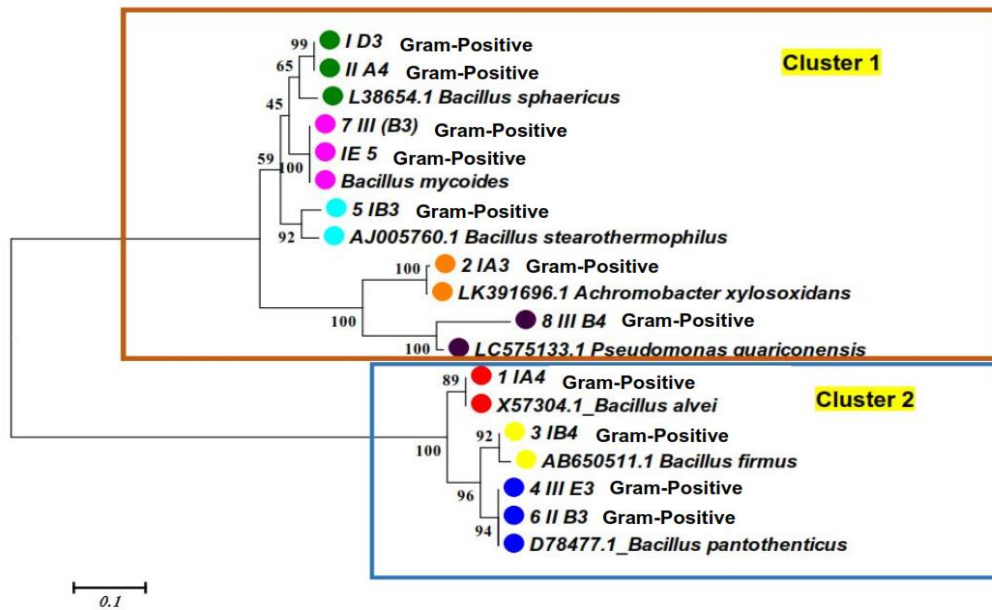 99
I D3 Gram-Positive
Cluster 1
65
II A4 Gram-Positive
L38654.1 Bacillus sphaericus
45
7 III (B3) Gram-Positive
59
100
IE 5 Gram-Positive
Bacillus mycoides
5 IB3 Gram-Positive
92
AJ005760.1 Bacillus stearothermophilus
100
2 IA3 Gram-Positive
LK391696.1 Achromobacter xylosoxidans
100
8 III B4 Gram-Positive
100
LC575133.1 Pseudomonas guariconensis
89
1 IA4 Gram-Positive
X57304.1_Bacillus alvei
Cluster 2
100
92
3 IB4 Gram-Positive
AB650511.1 Bacillus firmus
96
4 III E3 Gram-Positive
6 II B3 Gram-Positive
94
D78477.1_Bacillus pantothenticus
0.1